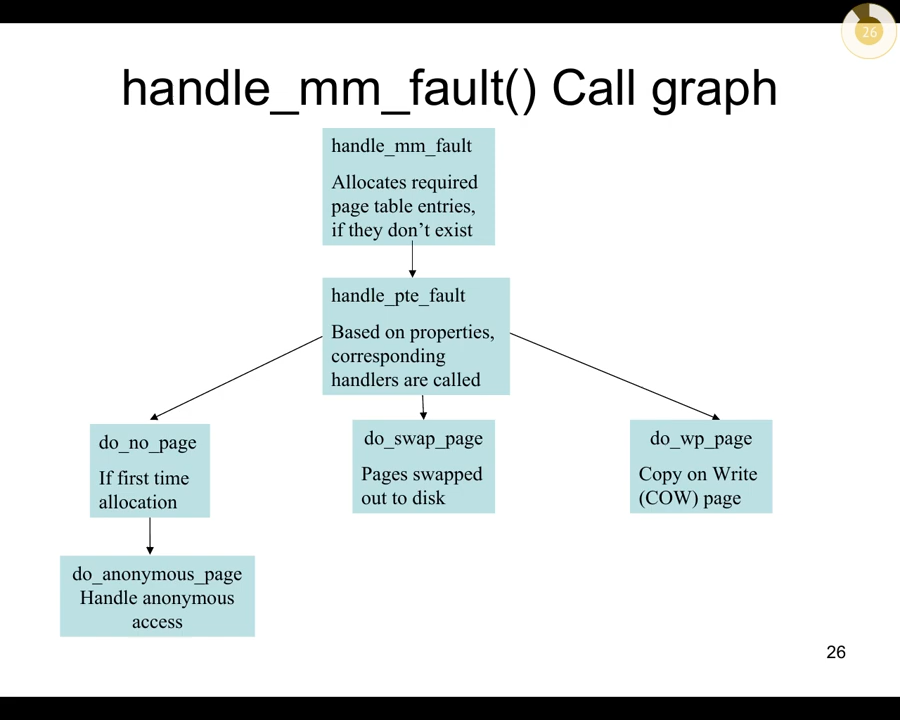 26
handle_mm_fault() Call graph
handle_mm_fault
Allocates required
page table entries,
if they don’t exist
handle_pte_fault
Based on properties,
corresponding
handlers are called
do_no_page
If first time
allocation
do_swap_page
Pages swapped
out to disk
do_wp_page
Copy on Write
(COW) page
do_anonymous_page
Handle anonymous
access
26